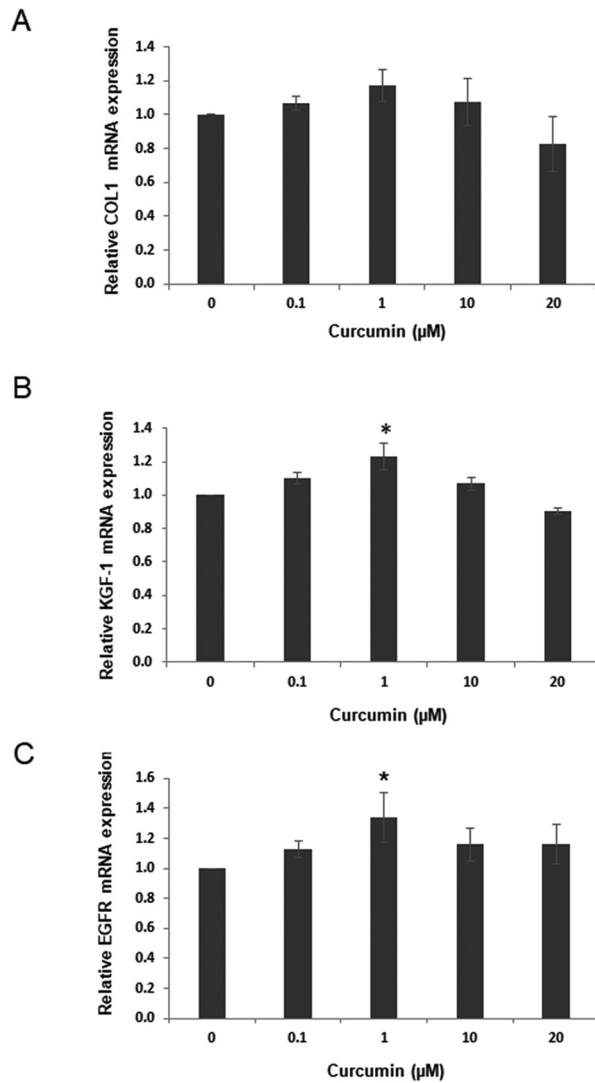 A
Relative COL1 mRNA expression
1.4
1.2
1.0
0.8
0.6
0.4
0.2
0.0
0 0.1 1 10 20
Curcumin (µM)
B
Relative KGF-1 mRNA expression
*
1.4
1.2
1.0
0.8
0.6
0.4
0.2
0.0
0 0.1 1 10 20
Curcumin (µM)
C
Relative EGFR mRNA expression
*
1.6
1.4
1.2
1.0
0.8
0.6
0.4
0.2
0.0
0 0.1 1 10 20
Curcumin (µM)